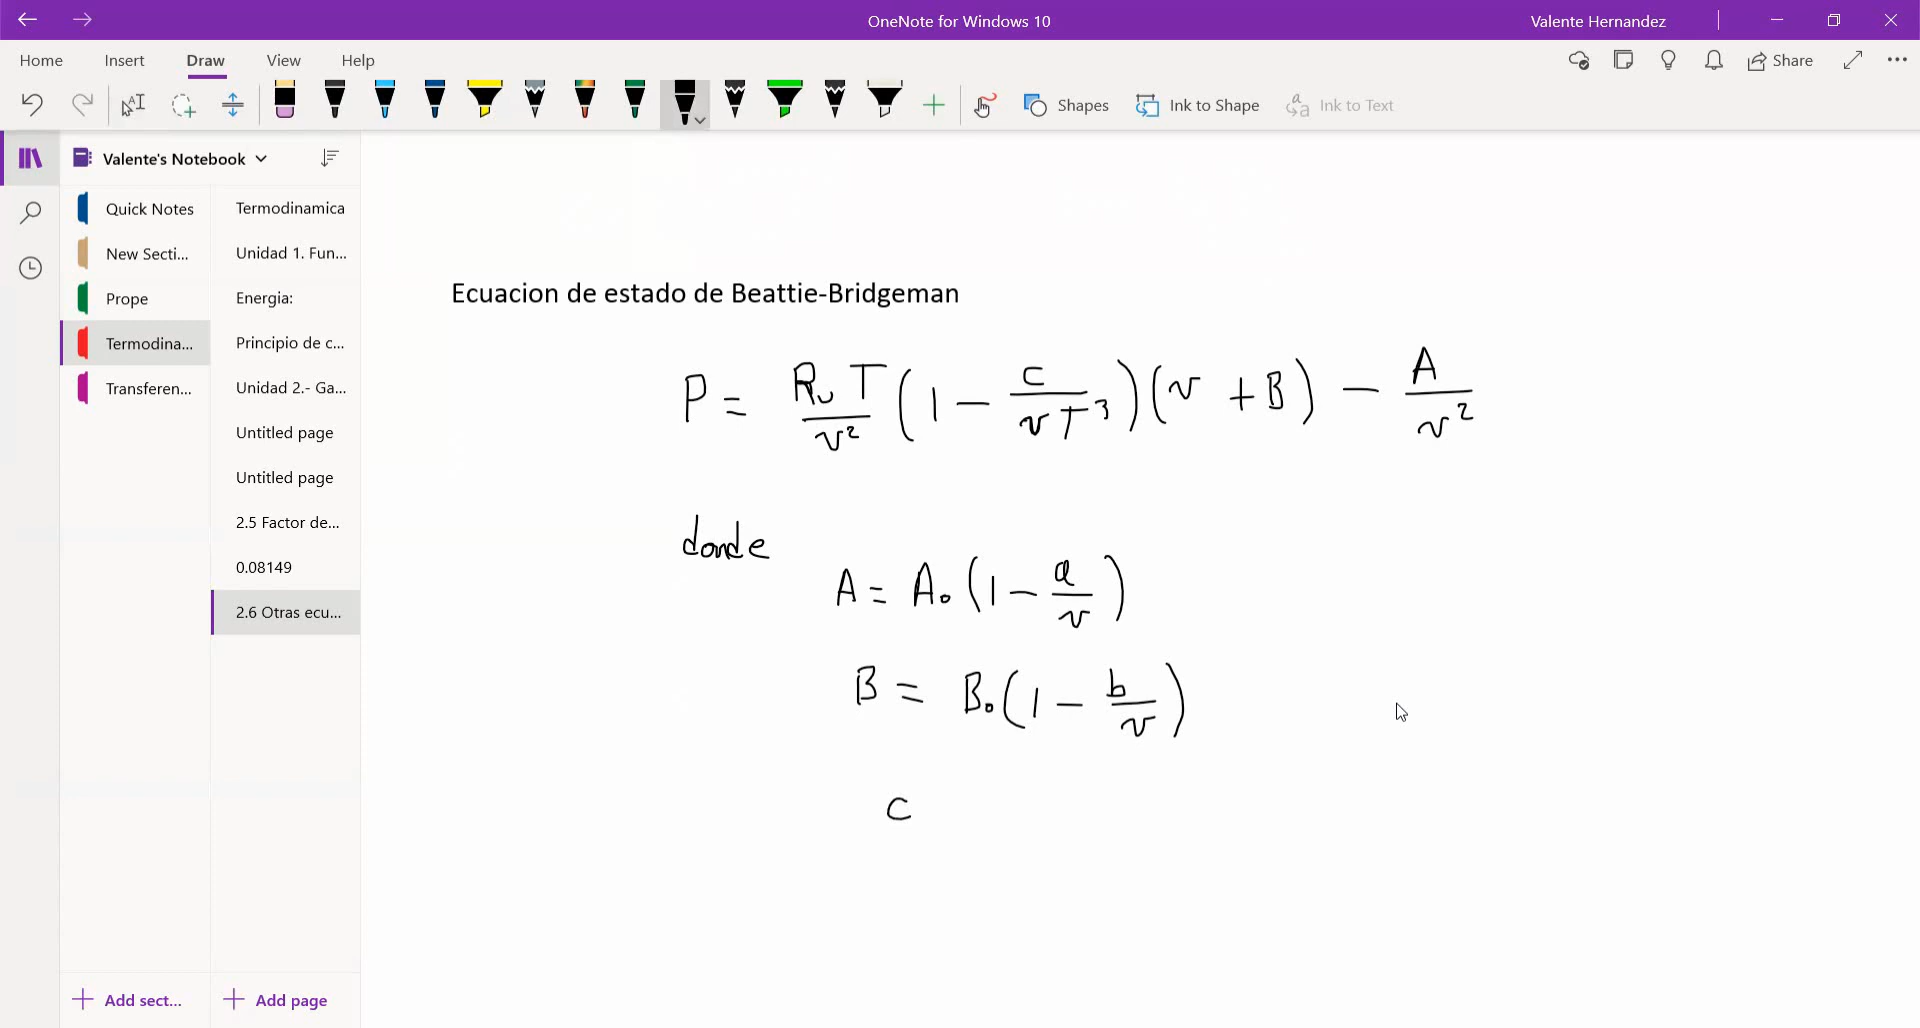 OneNote for Windows 10
Valente Hernandez
Home Insert Draw View Help
Share
Shapes
Ink to Shape
Ink to Text
Valente's Notebook
Quick Notes
New Secti...
Prope
Termodina...
Transferen...
Add sect...
Termodinamica
Unidad 1. Fun...
Energia:
Principio de c...
Unidad 2.- Ga...
Untitled page
Untitled page
2.5 Factor de...
0.08149
2.6 Otras ecu...
Add page
Ecuacion de estado de Beattie-Bridgeman
P = Ru T / v² (1 - c / vT³)(v + B) - A / v²
donde
A = A₀ (1 - a / v)
B = B₀ (1 - b / v)
c